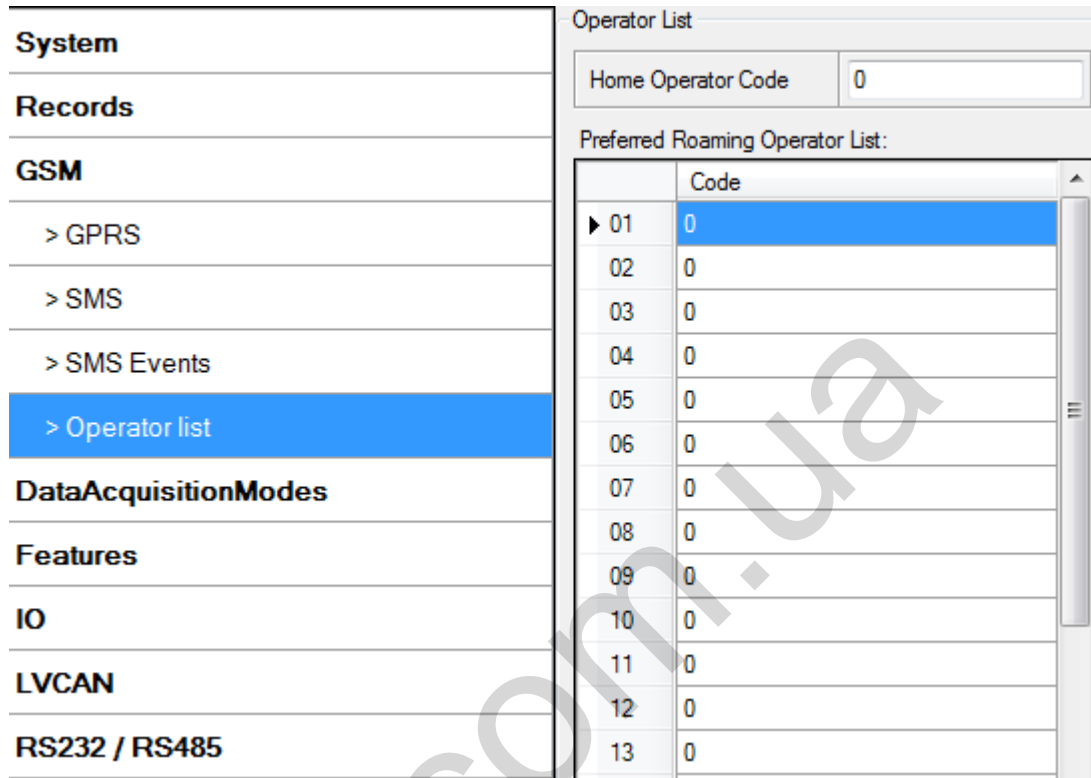 System
Records
GSM
> GPRS
> SMS
> SMS Events
> Operator list
DataAcquisitionModes
Features
IO
LVCAN
RS232 / RS485
Operator List
Home Operator Code 0
Preferred Roaming Operator List:
Code
01 0
02 0
03 0
04 0
05 0
06 0
07 0
08 0
09 0
10 0
11 0
12 0
13 0
com.ua